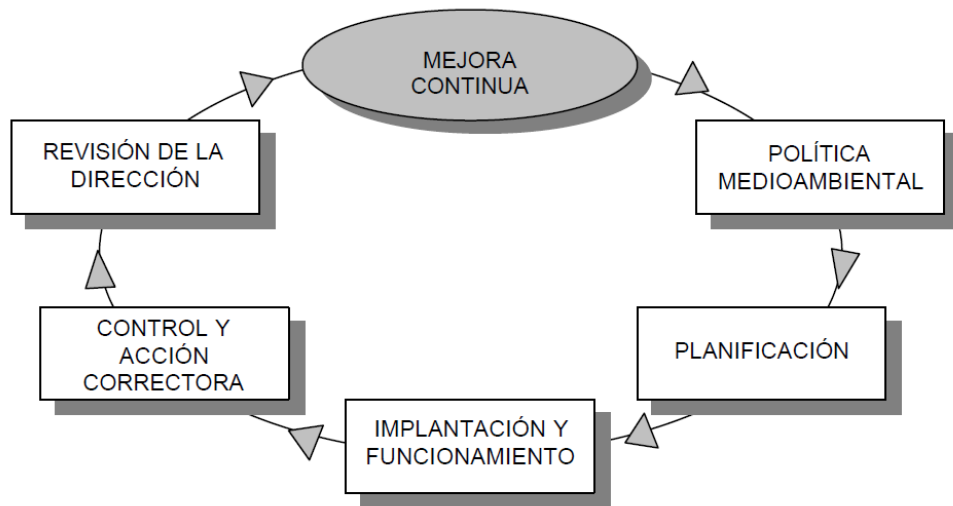 MEJORA
CONTINUA
POLÍTICA
MEDIOAMBIENTAL
PLANIFICACIÓN
IMPLANTACIÓN Y
FUNCIONAMIENTO
CONTROL Y
ACCIÓN
CORRECTORA
REVISIÓN DE LA
DIRECCIÓN